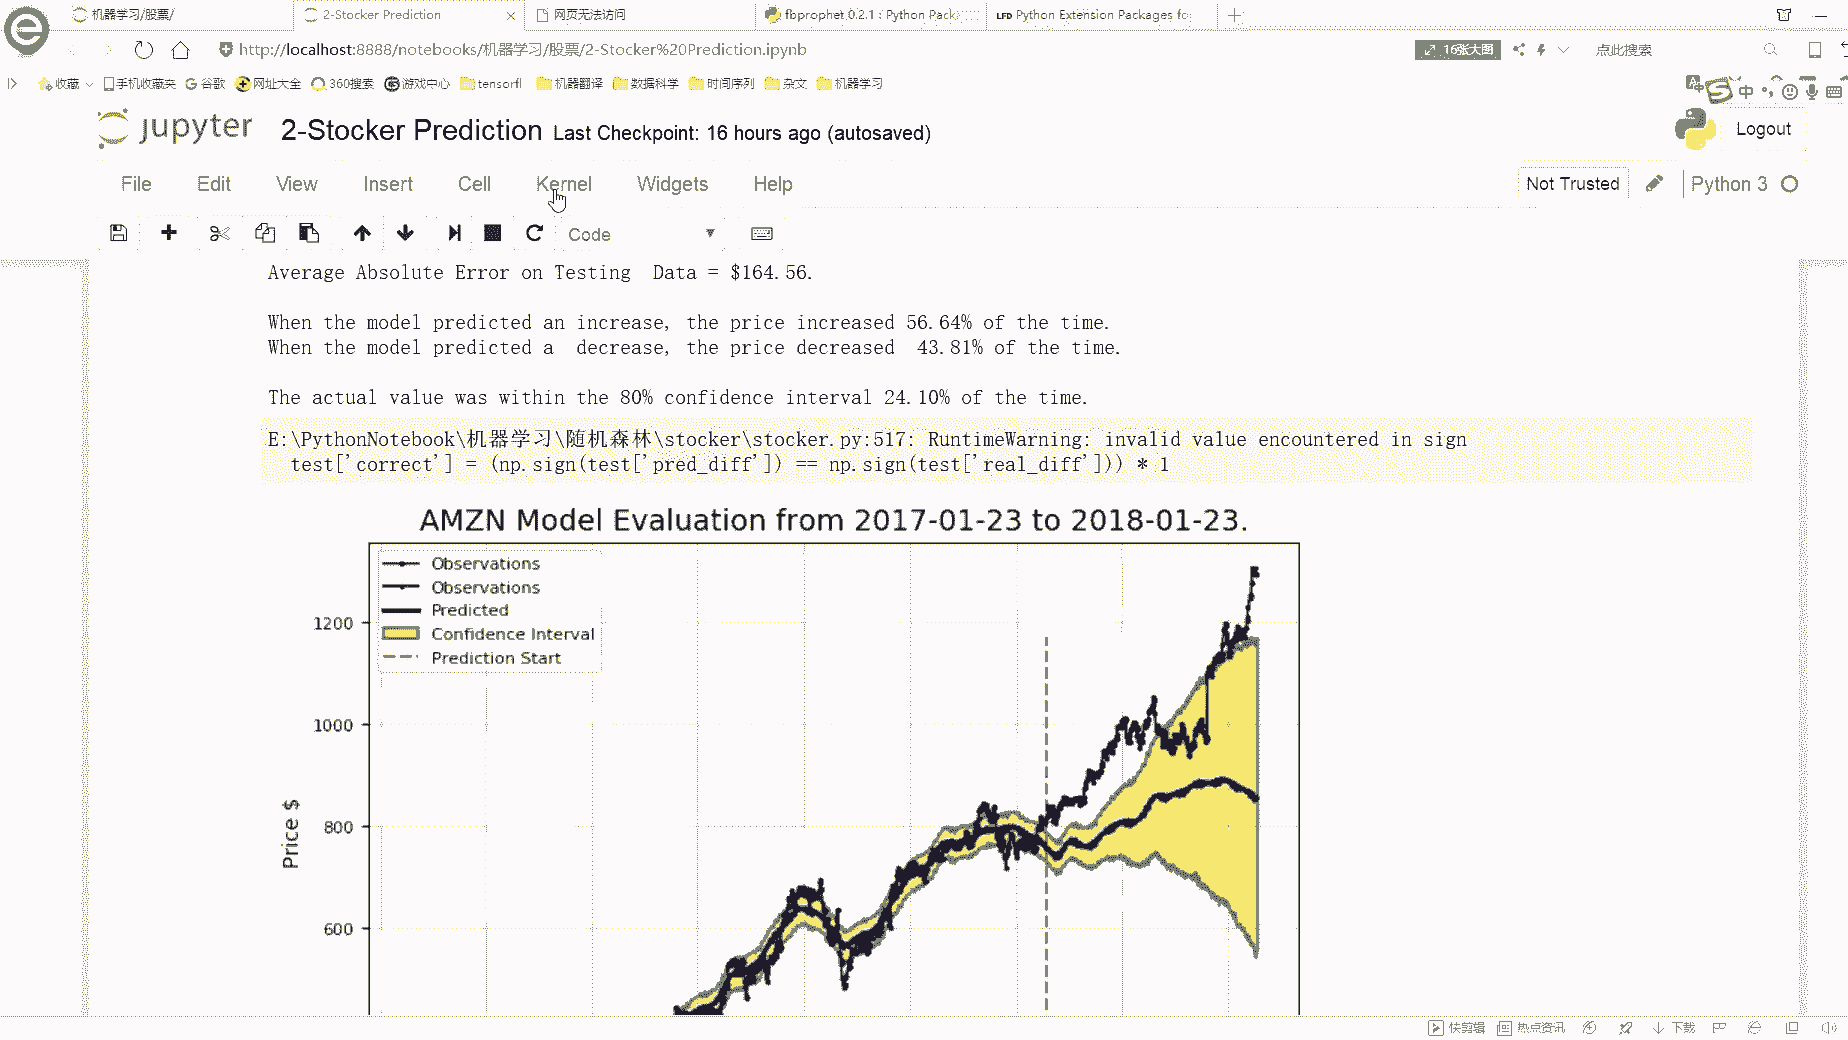 机器学习/股票/
2-Stocker Prediction
网页无法访问
fbprophet 0.2.1 : Python Pack
LFD Python Extension Packages fo
http://localhost:8888/notebooks/机器学习/股票/2-Stocker%20Prediction.ipynb
16张大图
点此搜索
收藏 手机收藏夹 谷歌 网址大全 360搜索 游戏中心 tensorfl 机器翻译 数据科学 时间序列 杂文 机器学习
中
jupyter 2-Stocker Prediction Last Checkpoint: 16 hours ago (autosaved)
Logout
File Edit View Insert Cell Kernel Widgets Help
Not Trusted
Python 3
Code
Average Absolute Error on Testing  Data = $164.56.
When the model predicted an increase, the price increased 56.64% of the time.
When the model predicted a  decrease, the price decreased  43.81% of the time.
The actual value was within the 80% confidence interval 24.10% of the time.
E:\PythonNotebook\机器学习\随机森林\stocker\stocker.py:517: RuntimeWarning: invalid value encountered in sign
test['correct'] = (np.sign(test['pred_diff']) == np.sign(test['real_diff'])) * 1
AMZN Model Evaluation from 2017-01-23 to 2018-01-23.
Observations
Observations
Predicted
Confidence Interval
Prediction Start
1200
1000
800
600
Price $
快剪辑 热点资讯 下载